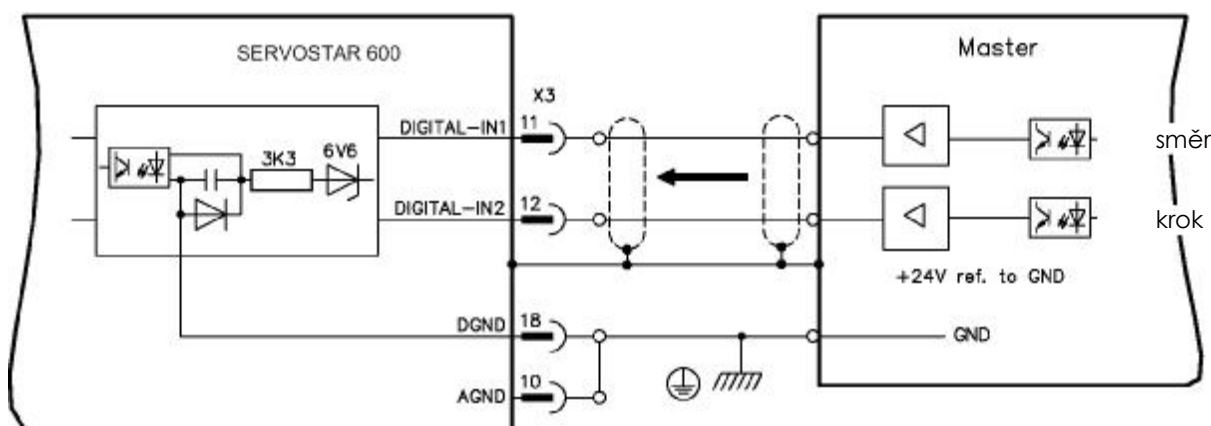 SERVOSTAR 600
Master
X3
DIGITAL-IN1
11
směr
3K3
6V6
DIGITAL-IN2
12
krok
+24V ref. to GND
DGND
18
GND
AGND
10